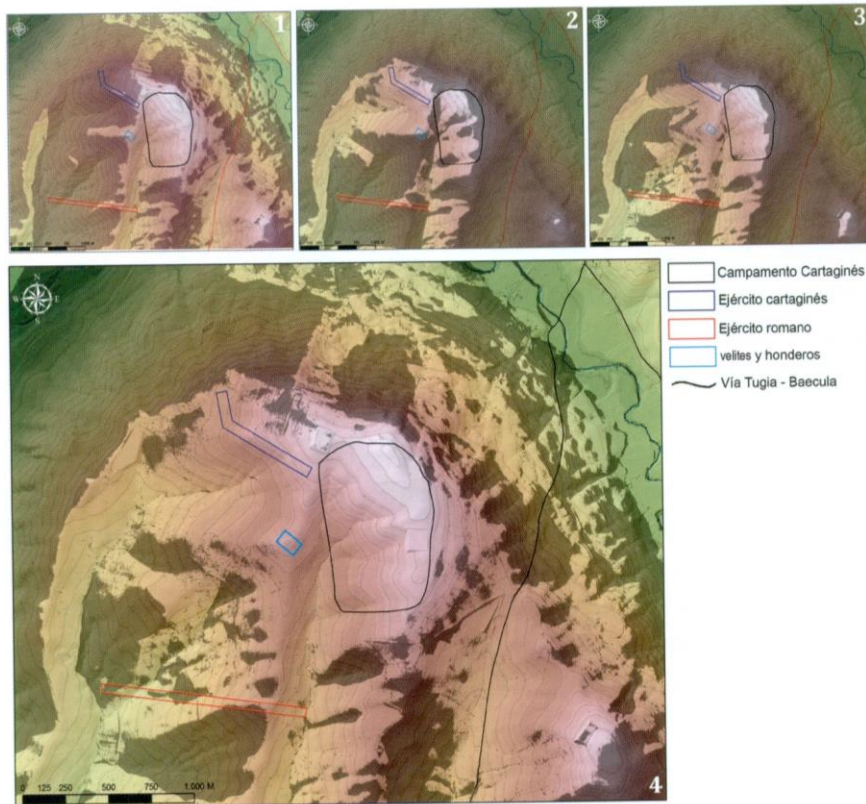 1
2
3
N
W E
S
Campamento Cartaginés
Ejército cartaginés
Ejército romano
velites y honderos
Vía Tugia - Baecula
0 125 250 500 750 1.000 M
4